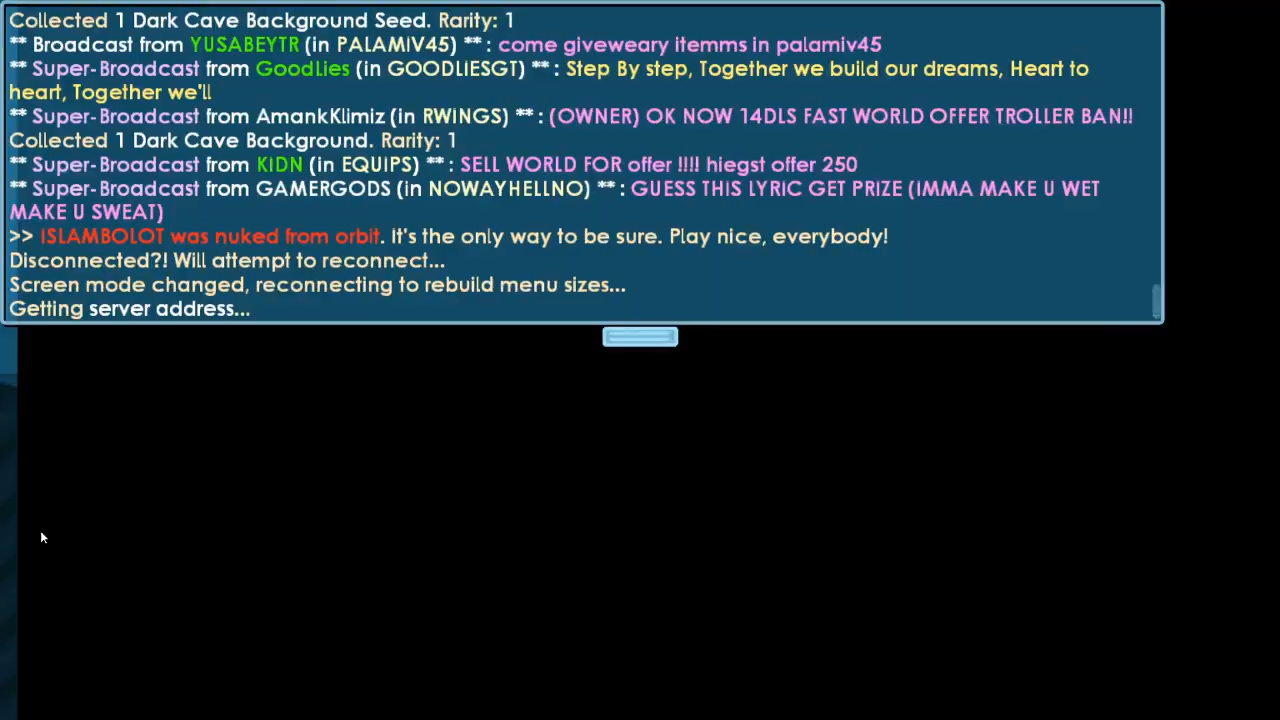 Collected 1 Dark Cave Background Seed. Rarity: 1
** Broadcast from YUSABEYTR (in PALAMIV45) ** : come giveweary itemms in palamiv45
** Super-Broadcast from GoodLies (in GOODLIESGT) ** : Step By step, Together we build our dreams, Heart to
heart, Together we'll
** Super-Broadcast from AmankKlimiz (in RWINGS) ** : (OWNER) OK NOW 14DLS FAST WORLD OFFER TROLLER BAN!!
Collected 1 Dark Cave Background. Rarity: 1
** Super-Broadcast from KIDN (in EQUIPS) ** : SELL WORLD FOR offer !!!! hiegst offer 250
** Super-Broadcast from GAMERGODS (in NOWAYHELLNO) ** : GUESS THIS LYRIC GET PRIZE (IMMA MAKE U WET
MAKE U SWEAT)
>> ISLAMBOLOT was nuked from orbit. It's the only way to be sure. Play nice, everybody!
Disconnected?! Will attempt to reconnect...
Screen mode changed, reconnecting to rebuild menu sizes...
Getting server address...